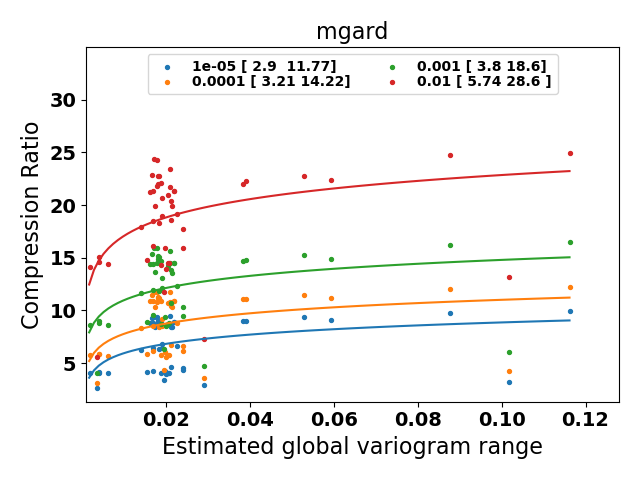 mgard
1e-05 [ 2.9  11.77]
0.0001 [ 3.21 14.22]
0.001 [ 3.8 18.6]
0.01 [ 5.74 28.6 ]
Compression Ratio
30
25
20
15
10
5
0.02 0.04 0.06 0.08 0.10 0.12
Estimated global variogram range